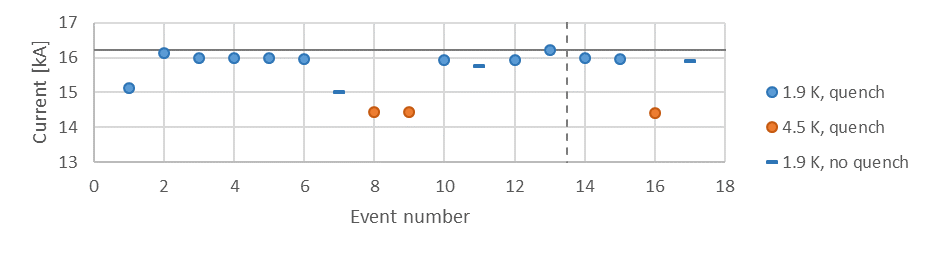 17
16
15
14
13
Current [kA]
0 2 4 6 8 10 12 14 16 18
Event number
1.9 K, quench
4.5 K, quench
1.9 K, no quench